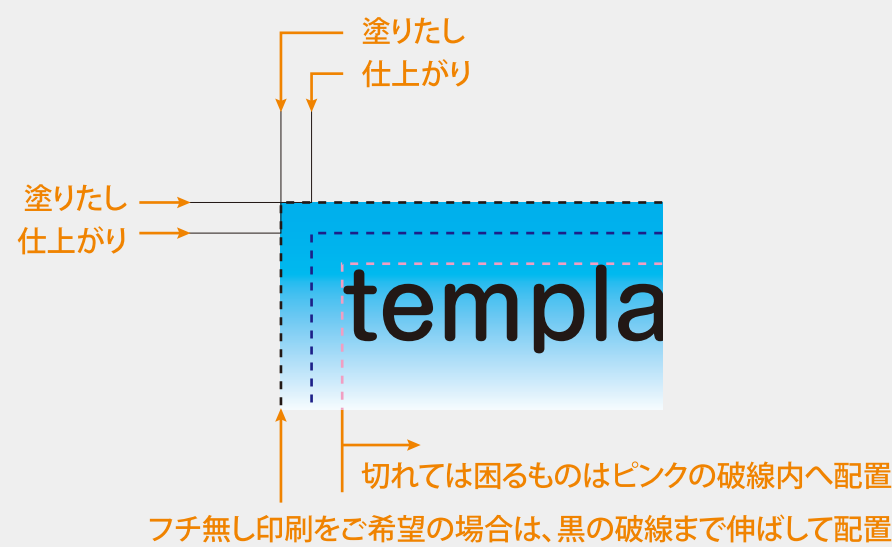 塗りたし
仕上がり
塗りたし
仕上がり
templa
切れては困るものはピンクの破線内へ配置
フチ無し印刷をご希望の場合は、黒の破線まで伸ばして配置